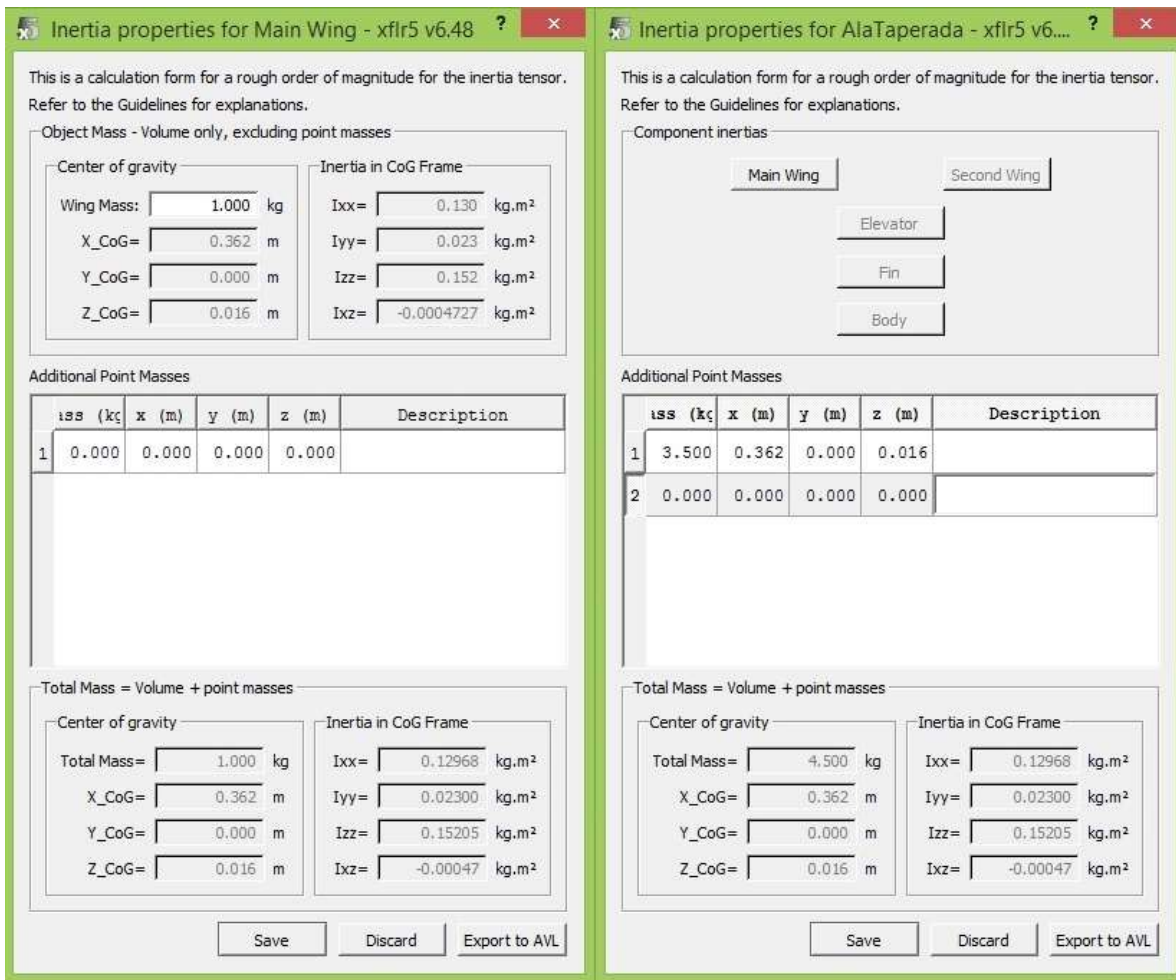 Inertia properties for Main Wing - xflr5 v6.48 ? ×
This is a calculation form for a rough order of magnitude for the inertia tensor.
Refer to the Guidelines for explanations.
Object Mass - Volume only, excluding point masses
Center of gravity
Wing Mass: 1.000 kg
X_CoG= 0.362 m
Y_CoG= 0.000 m
Z_CoG= 0.016 m
Inertia in CoG Frame
Ixx= 0.130 kg.m²
Iyy= 0.023 kg.m²
Izz= 0.152 kg.m²
Ixz= -0.0004727 kg.m²
Additional Point Masses
ass (kg x (m) y (m) z (m) Description
1 0.000 0.000 0.000 0.000
Total Mass = Volume + point masses
Center of gravity
Total Mass= 1.000 kg
X_CoG= 0.362 m
Y_CoG= 0.000 m
Z_CoG= 0.016 m
Inertia in CoG Frame
Ixx= 0.12968 kg.m²
Iyy= 0.02300 kg.m²
Izz= 0.15205 kg.m²
Ixz= -0.00047 kg.m²
Save Discard Export to AVL
Inertia properties for AlaTaperada - xflr5 v6.... ? ×
This is a calculation form for a rough order of magnitude for the inertia tensor.
Refer to the Guidelines for explanations.
Component inertias
Main Wing Second Wing
Elevator
Fin
Body
Additional Point Masses
ass (kg x (m) y (m) z (m) Description
1 3.500 0.362 0.000 0.016
2 0.000 0.000 0.000 0.000
Total Mass = Volume + point masses
Center of gravity
Total Mass= 4.500 kg
X_CoG= 0.362 m
Y_CoG= 0.000 m
Z_CoG= 0.016 m
Inertia in CoG Frame
Ixx= 0.12968 kg.m²
Iyy= 0.02300 kg.m²
Izz= 0.15205 kg.m²
Ixz= -0.00047 kg.m²
Save Discard Export to AVL